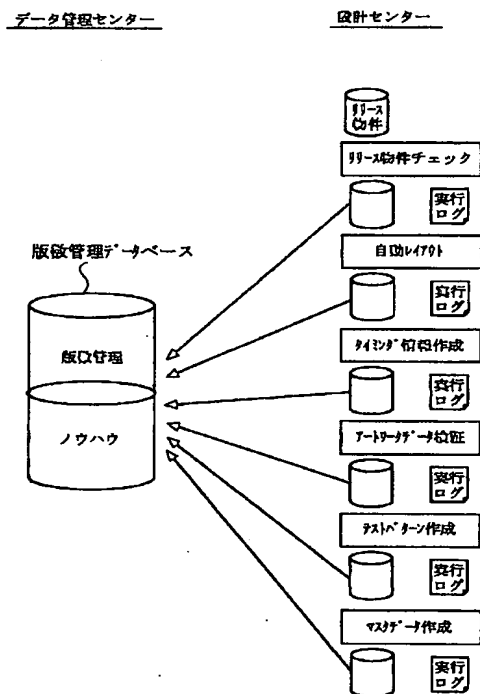 データ管理センター
設計センター
リリース
物件
リリース物件チェック
実行
ログ
自動レイアウト
実行
ログ
タイミング情報作成
実行
ログ
アートワークデータ検証
実行
ログ
テストパターン作成
実行
ログ
マスクデータ作成
実行
ログ
版数管理データベース
版数管理
ノウハウ